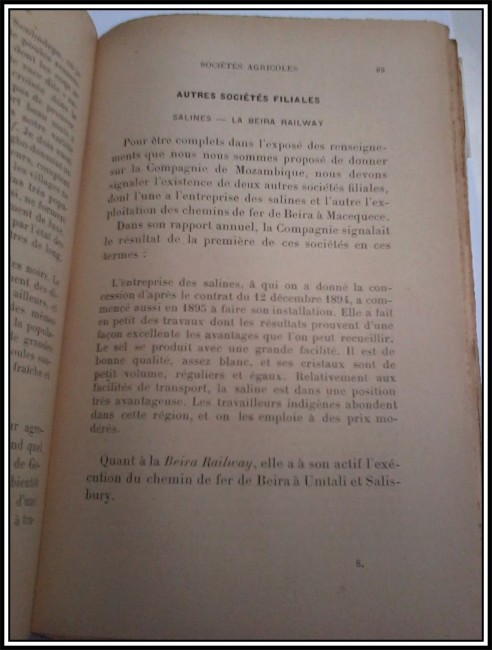 SOCIÉTÉS AGRICOLES
AUTRES SOCIÉTÉS FILIALES
SALINES — LA BEIRA RAILWAY
Pour être complets dans l'exposé des renseigne-
ments que nous nous sommes proposé de donner
sur la Compagnie de Mozambique, nous devons
signaler l'existence de deux autres sociétés filiales,
dont l'une a l'entreprise des salines et l'autre l'ex-
ploitation des chemins de fer de Beira à Macequece.
Dans son rapport annuel, la Compagnie signalait
le résultat de la première de ces sociétés en ces
termes :
L'entreprise des salines, à qui on a donné la con-
cession d'après le contrat du 12 décembre 1894, a com-
mencé aussi en 1895 à faire son installation. Elle a fait
en petit des travaux dont les résultats prouvent d'une
façon excellente les avantages que l'on peut recueillir.
Le sel se produit avec une grande facilité. Il est de
bonne qualité, assez blanc, et ses cristaux sont de
petit volume, réguliers et égaux. Relativement aux
facilités de transport, la saline est dans une position
très avantageuse. Les travailleurs indigènes abondent
dans cette région, et on les emploie à des prix mo-
dérés.
Quant à la Beira Railway, elle a à son actif l'exé-
cution du chemin de fer de Beira à Umtali et Salis-
bury.
8.